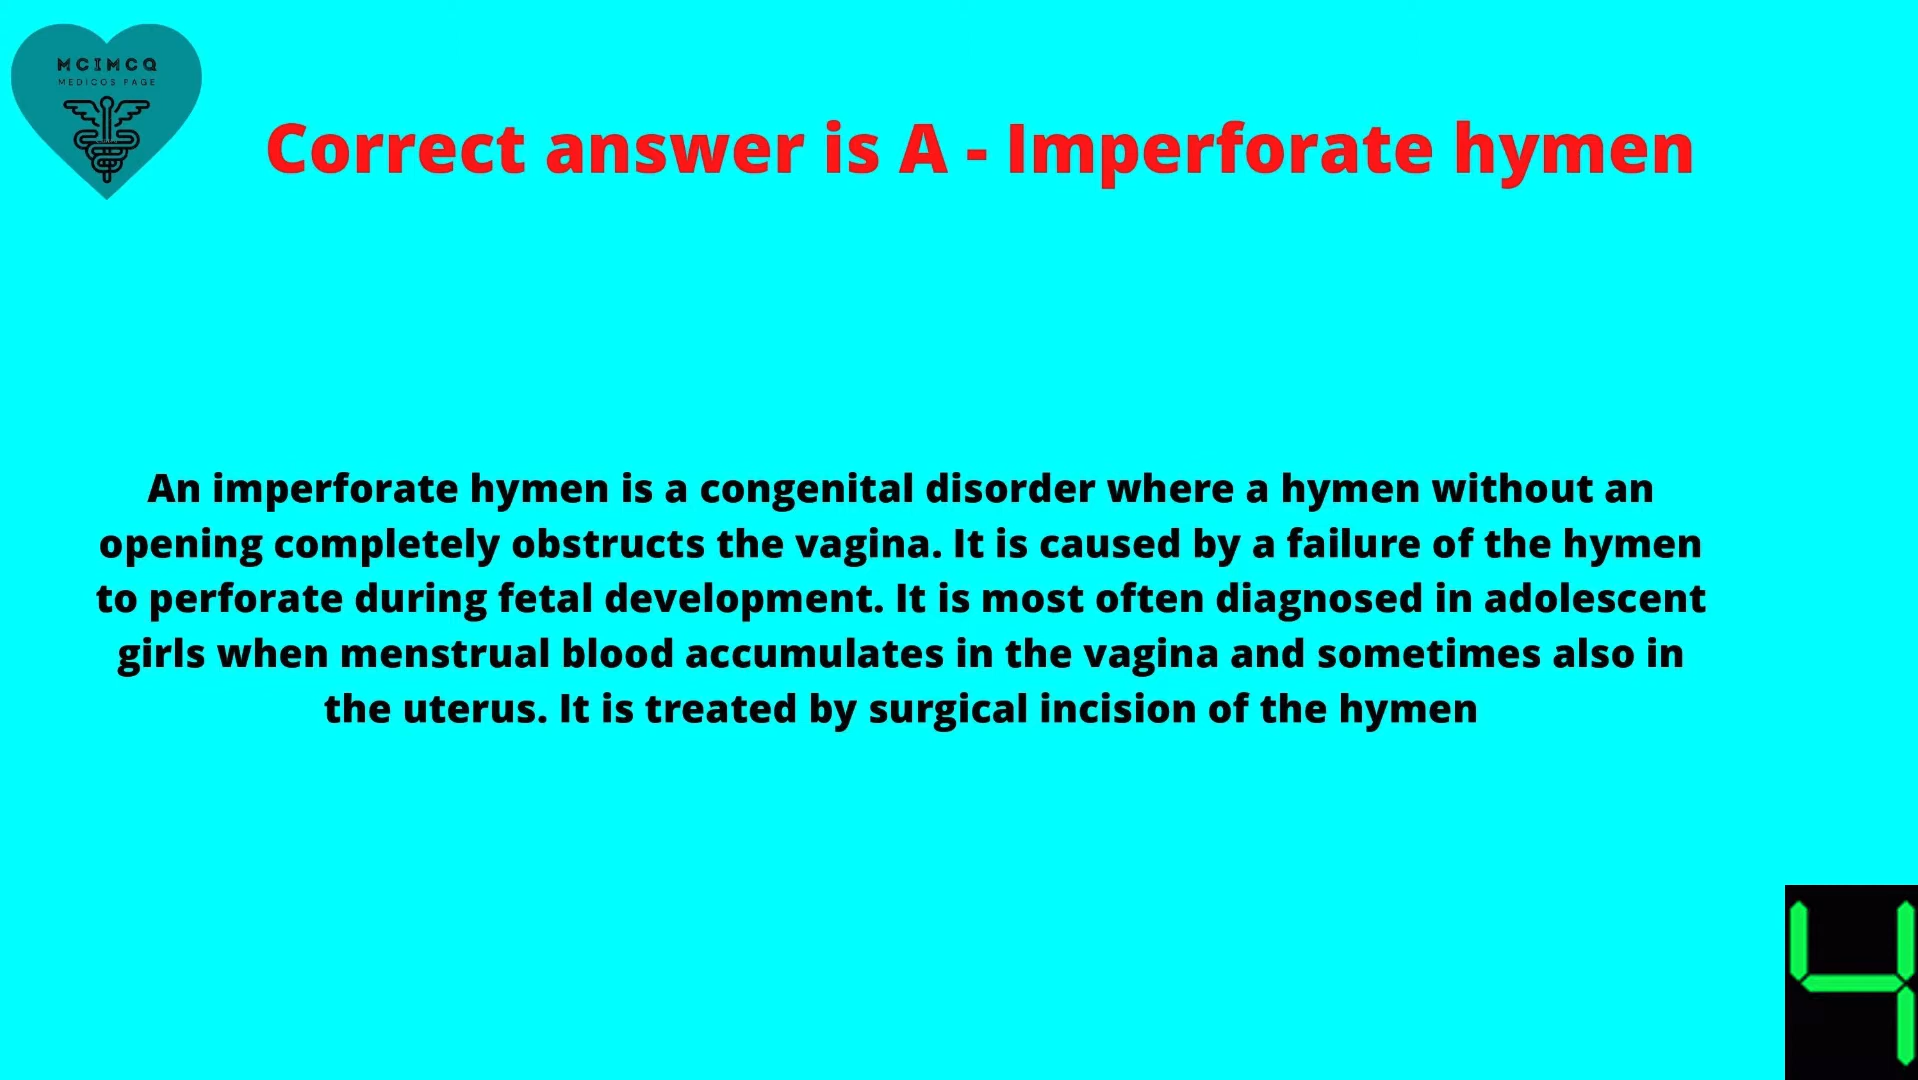 MCIMCQ
MEDICOS PAGE
Correct answer is A - Imperforate hymen
An imperforate hymen is a congenital disorder where a hymen without an
opening completely obstructs the vagina. It is caused by a failure of the hymen
to perforate during fetal development. It is most often diagnosed in adolescent
girls when menstrual blood accumulates in the vagina and sometimes also in
the uterus. It is treated by surgical incision of the hymen
4